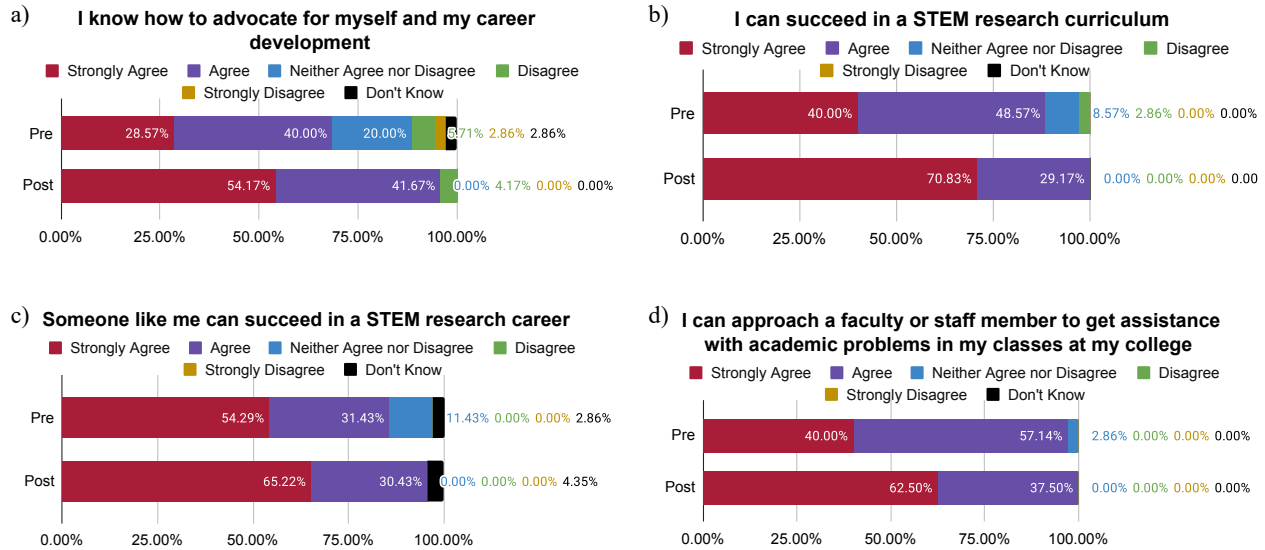 a)
I know how to advocate for myself and my career
development
Strongly Agree Agree Neither Agree nor Disagree Disagree
Strongly Disagree Don't Know
Pre 28.57% 40.00% 20.00% 5.71% 2.86% 2.86%
Post 54.17% 41.67% 0.00% 4.17% 0.00% 0.00%
0.00% 25.00% 50.00% 75.00% 100.00%
b)
I can succeed in a STEM research curriculum
Strongly Agree Agree Neither Agree nor Disagree Disagree
Strongly Disagree Don't Know
Pre 40.00% 48.57% 8.57% 2.86% 0.00% 0.00%
Post 70.83% 29.17% 0.00% 0.00% 0.00% 0.00
0.00% 25.00% 50.00% 75.00% 100.00%
c)
Someone like me can succeed in a STEM research career
Strongly Agree Agree Neither Agree nor Disagree Disagree
Strongly Disagree Don't Know
Pre 54.29% 31.43% 11.43% 0.00% 0.00% 2.86%
Post 65.22% 30.43% 0.00% 0.00% 0.00% 4.35%
0.00% 25.00% 50.00% 75.00% 100.00%
d)
I can approach a faculty or staff member to get assistance
with academic problems in my classes at my college
Strongly Agree Agree Neither Agree nor Disagree Disagree
Strongly Disagree Don't Know
Pre 40.00% 57.14% 2.86% 0.00% 0.00% 0.00%
Post 62.50% 37.50% 0.00% 0.00% 0.00% 0.00%
0.00% 25.00% 50.00% 75.00% 100.00%